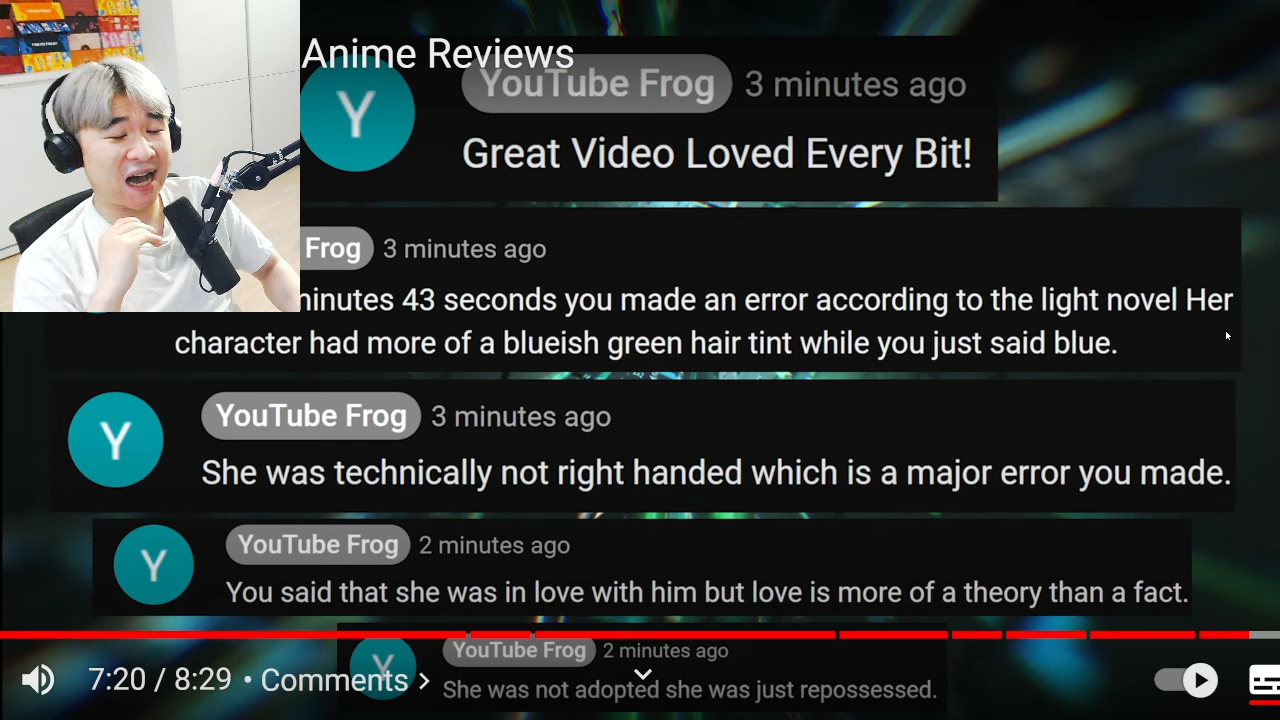 Anime Reviews
YouTube Frog 3 minutes ago
Y
Great Video Loved Every Bit!
Frog 3 minutes ago
minutes 43 seconds you made an error according to the light novel Her
character had more of a blueish green hair tint while you just said blue.
YouTube Frog 3 minutes ago
Y
She was technically not right handed which is a major error you made.
YouTube Frog 2 minutes ago
Y
You said that she was in love with him but love is more of a theory than a fact.
YouTube Frog 2 minutes ago
Y
7:20 / 8:29 • Comments >
She was not adopted she was just repossessed.